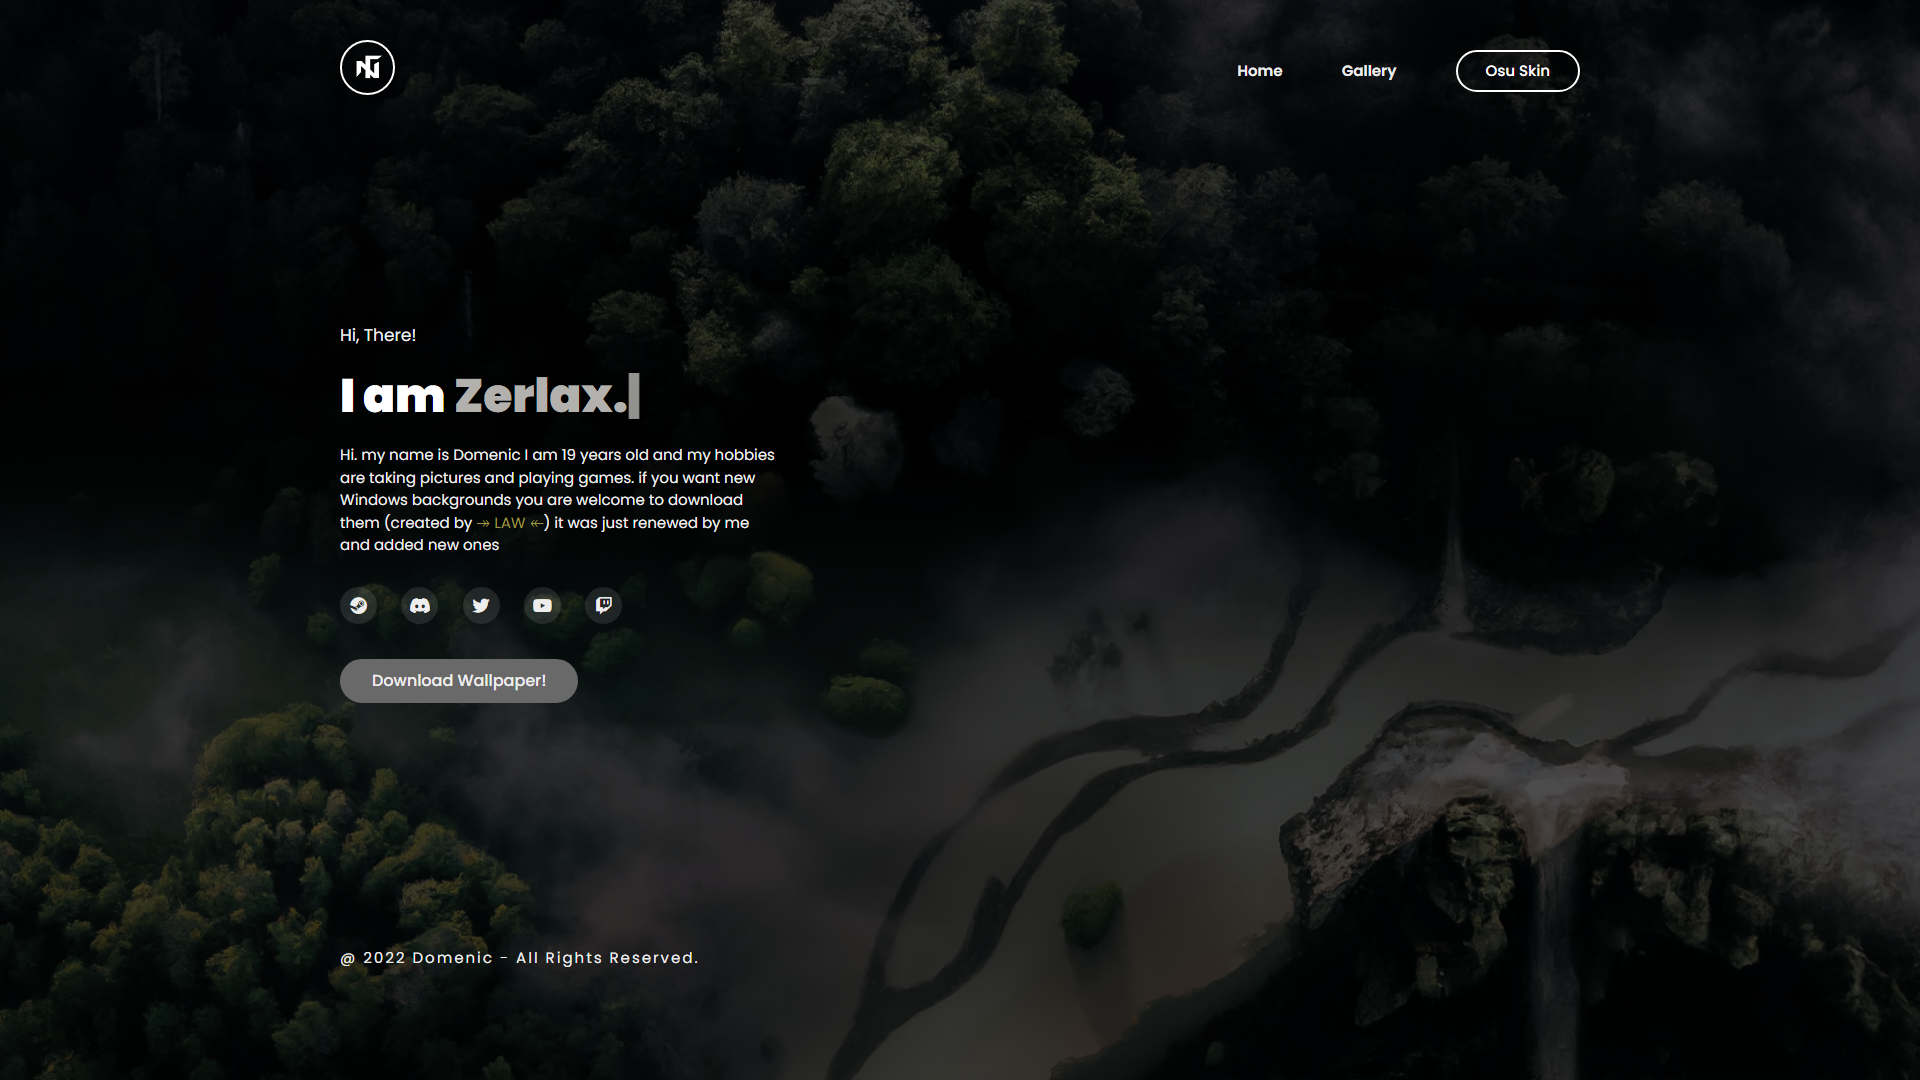 Home
Gallery
Osu Skin
Hi, There!
I am Zerlax.
Hi. my name is Domenic I am 19 years old and my hobbies
are taking pictures and playing games. if you want new
Windows backgrounds you are welcome to download
them (created by ↠ LAW ↞) it was just renewed by me
and added new ones
Download Wallpaper!
@ 2022 Domenic - All Rights Reserved.